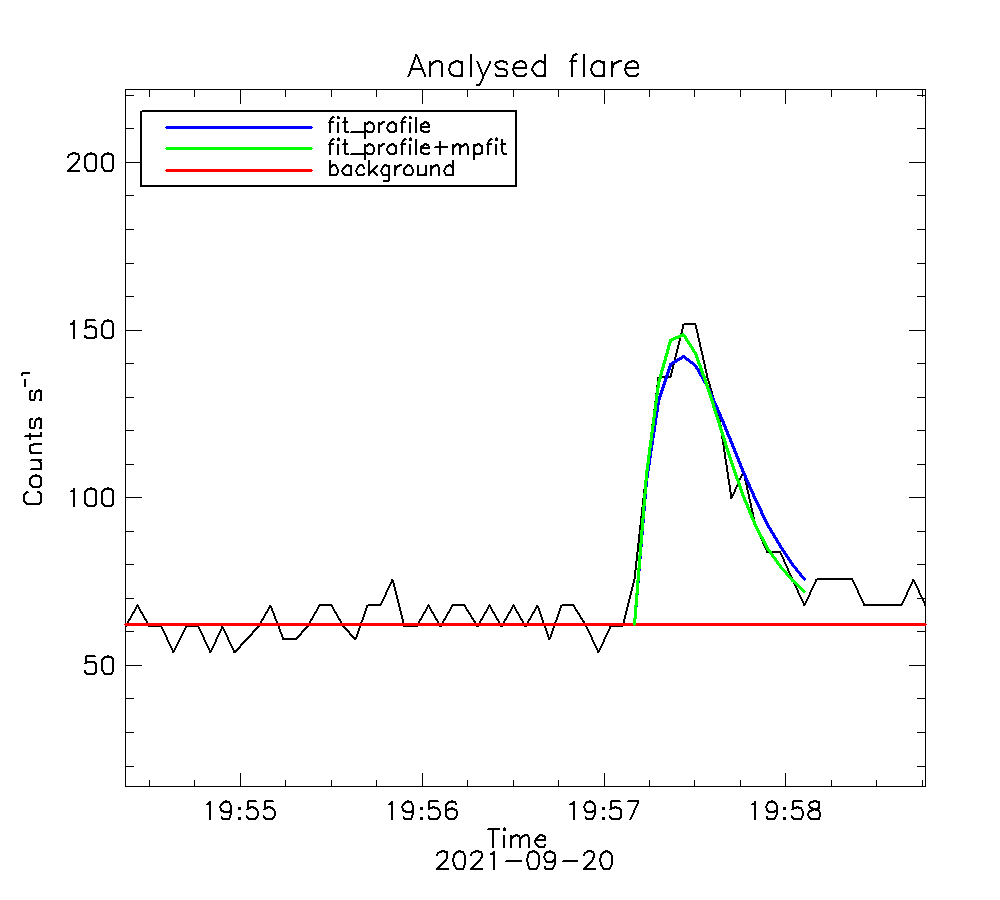 Analysed flare
fit_profile
fit_profile+mpfit
background
200
150
100
50
Counts s⁻¹
19:55 19:56 19:57 19:58
Time
2021-09-20